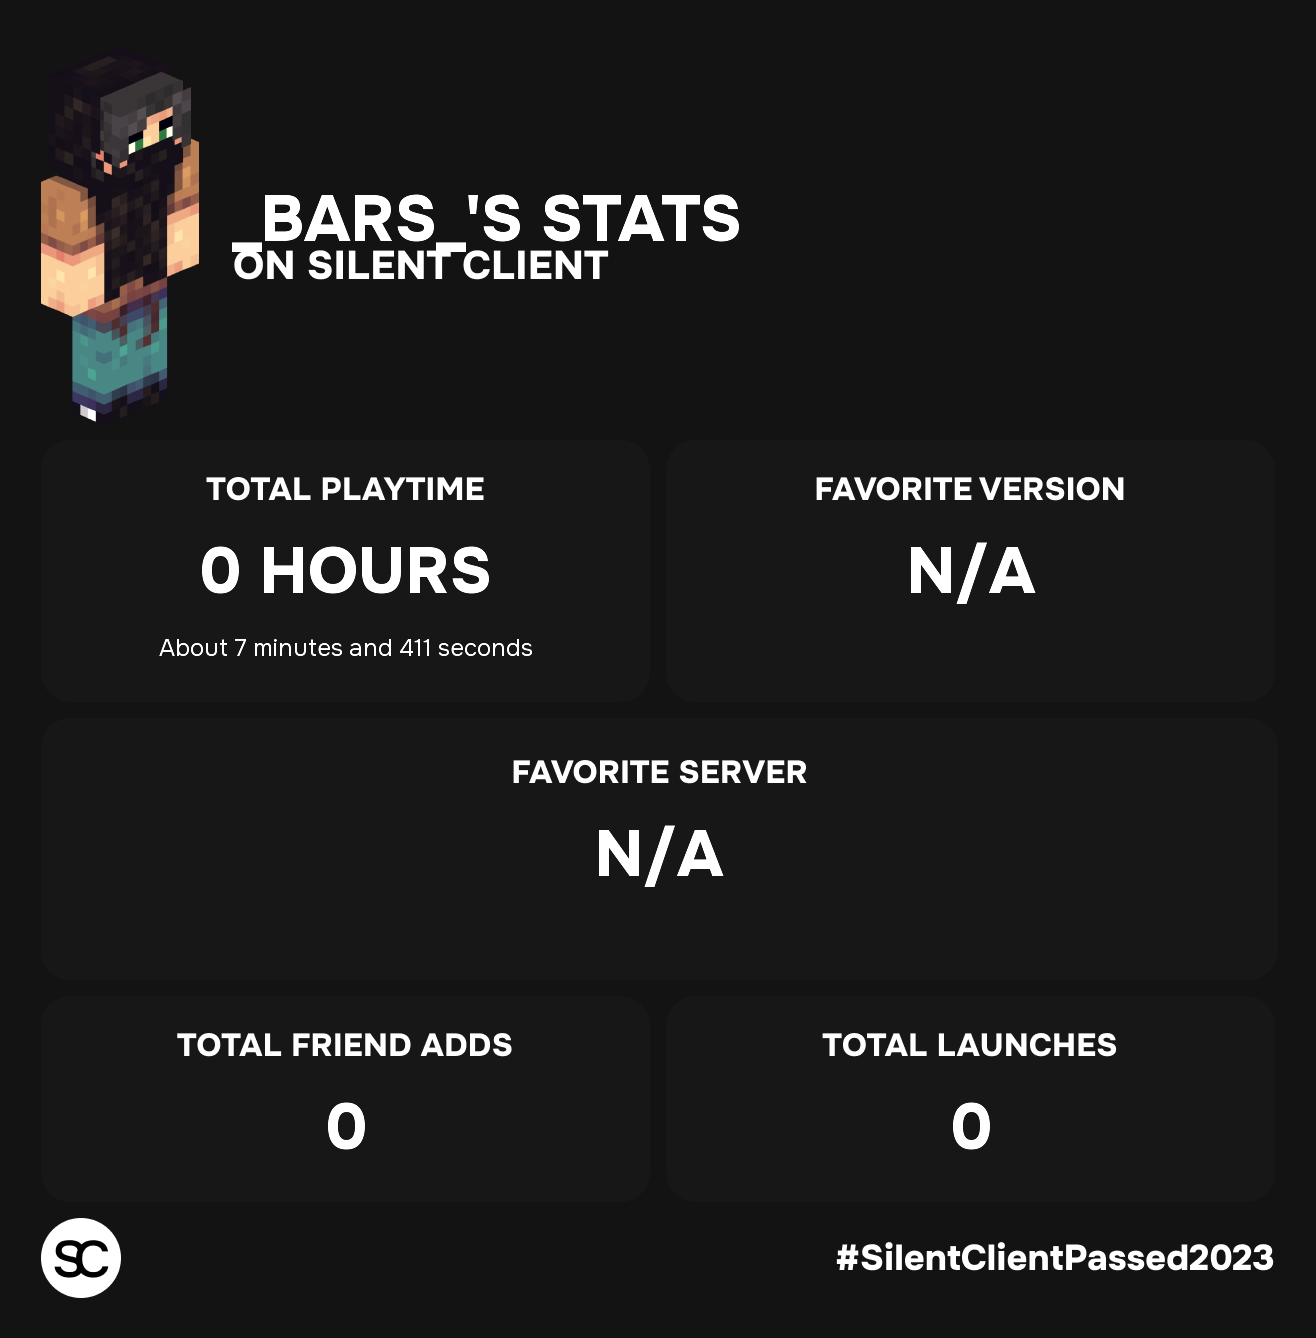 _BARS_'S STATS
ON SILENT CLIENT
TOTAL PLAYTIME
0 HOURS
About 7 minutes and 411 seconds
FAVORITE VERSION
N/A
FAVORITE SERVER
N/A
TOTAL FRIEND ADDS
0
TOTAL LAUNCHES
0
SC
#SilentClientPassed2023